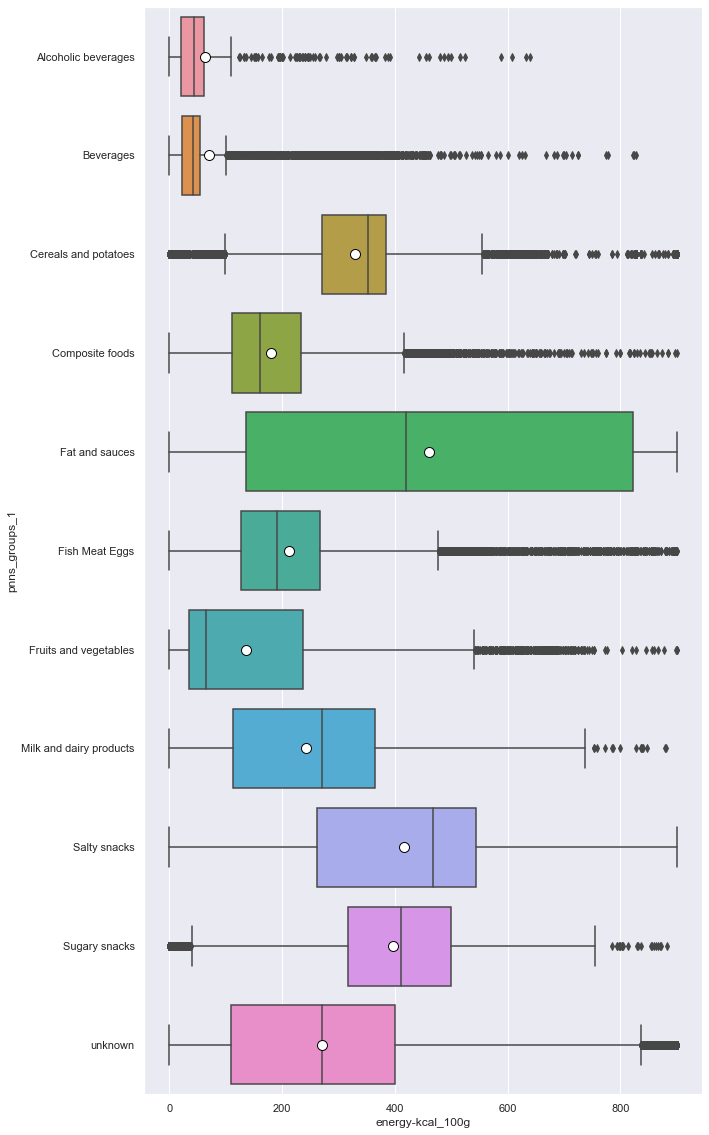 Alcoholic beverages
Beverages
Cereals and potatoes
Composite foods
Fat and sauces
pnns_groups_1
Fish Meat Eggs
Fruits and vegetables
Milk and dairy products
Salty snacks
Sugary snacks
unknown
0 200 400 600 800
energy-kcal_100g